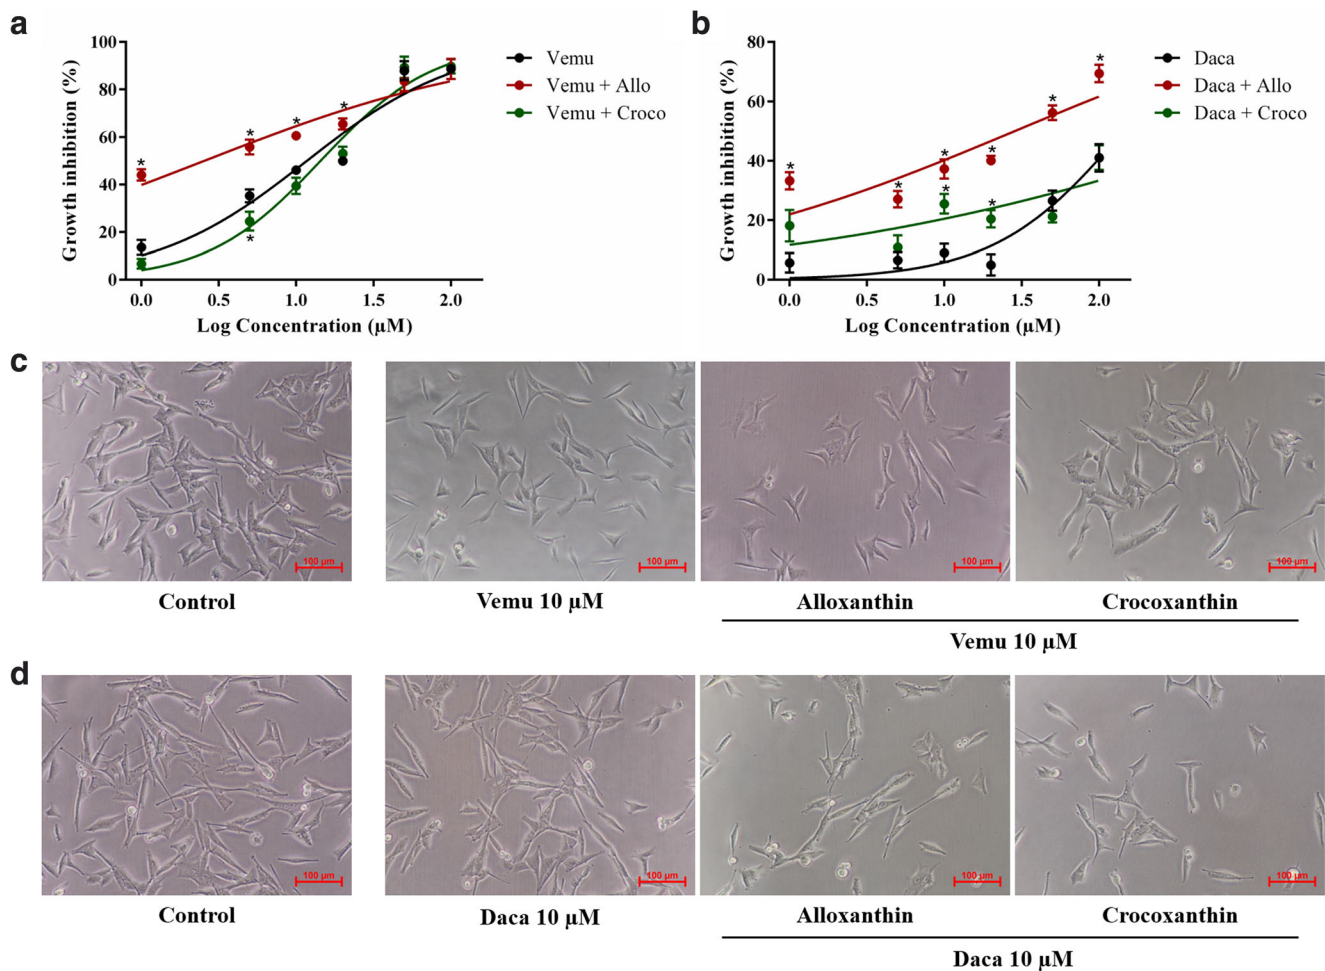 a
100
80
60
40
20
0
Growth inhibition (%)
0.0 0.5 1.0 1.5 2.0
Log Concentration (µM)
Vemu
Vemu + Allo
Vemu + Croco
* * * * *
b
80
60
40
20
0
Growth inhibition (%)
0.0 0.5 1.0 1.5 2.0
Log Concentration (µM)
Daca
Daca + Allo
Daca + Croco
* * * * * * * *
c
100 µm 100 µm 100 µm 100 µm
Control Vemu 10 µM Alloxanthin Crocoxanthin
Vemu 10 µM
d
100 µm 100 µm 100 µm 100 µm
Control Daca 10 µM Alloxanthin Crocoxanthin
Daca 10 µM